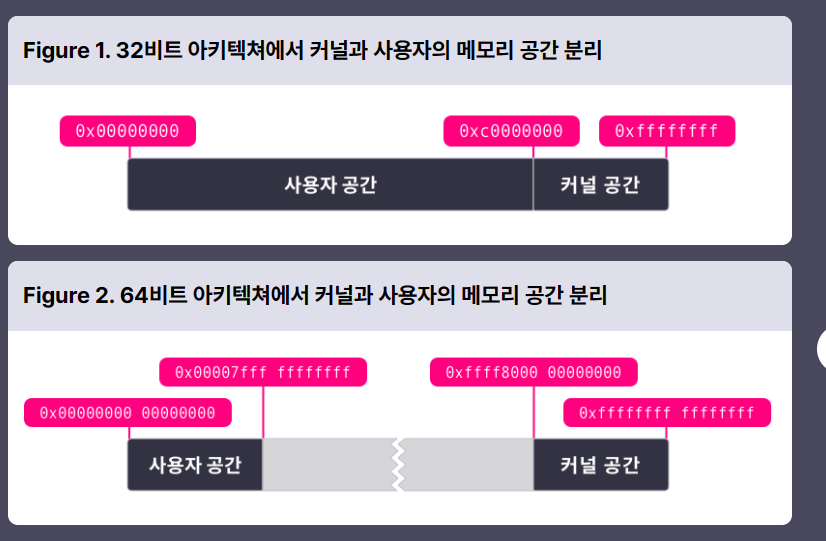 Figure 1. 32비트 아키텍쳐에서 커널과 사용자의 메모리 공간 분리
0x00000000
0xc0000000
0xffffffff
사용자 공간
커널 공간
Figure 2. 64비트 아키텍쳐에서 커널과 사용자의 메모리 공간 분리
0x00007fff ffffffff
0xffff8000 00000000
0x00000000 00000000
0xffffffff ffffffff
사용자 공간
커널 공간